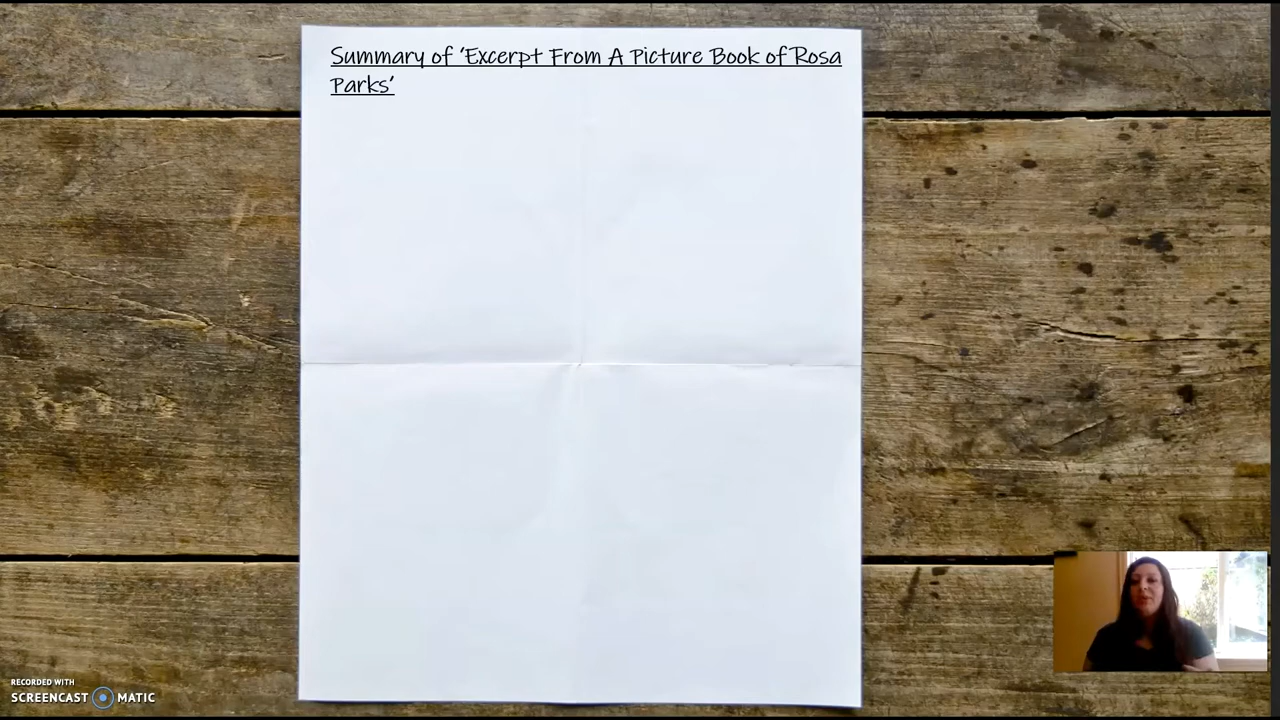 Summary of 'Excerpt From A Picture Book of Rosa
Parks'
RECORDED WITH
SCREENCAST MATIC